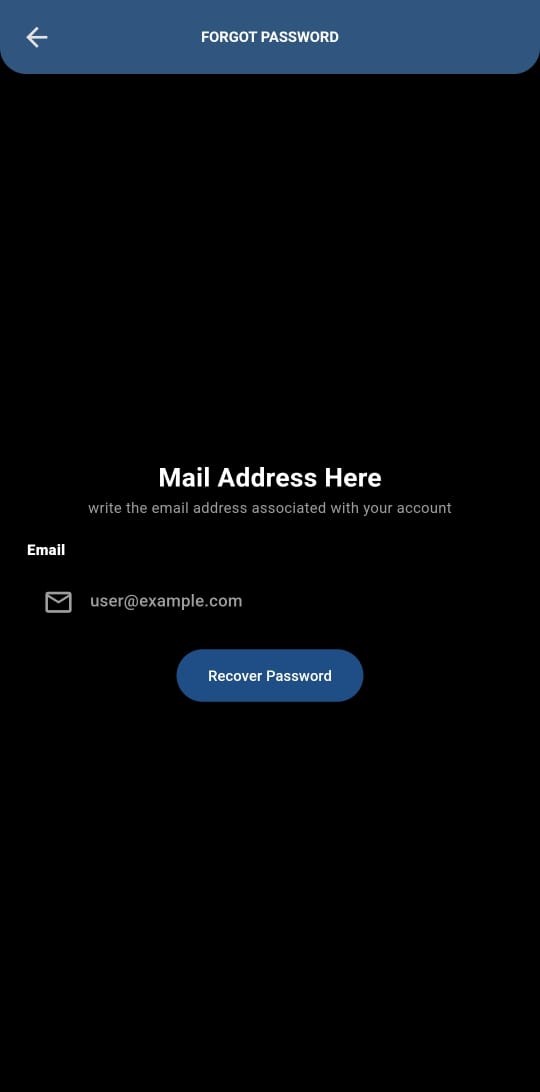 FORGOT PASSWORD
Mail Address Here
write the email address associated with your account
Email
user@example.com
Recover Password